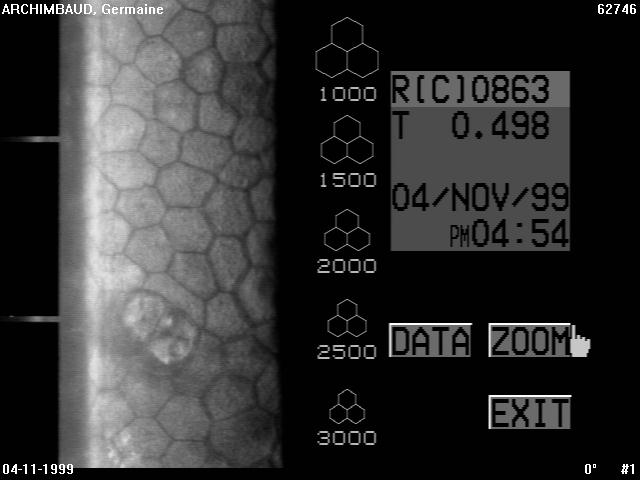 ARCHIMBAUD, Germaine
62746
1000
1500
2000
2500
3000
R[C]0863
T 0.498
04/NOV/99
PM04:54
DATA
ZOOM
EXIT
04-11-1999
0° #1